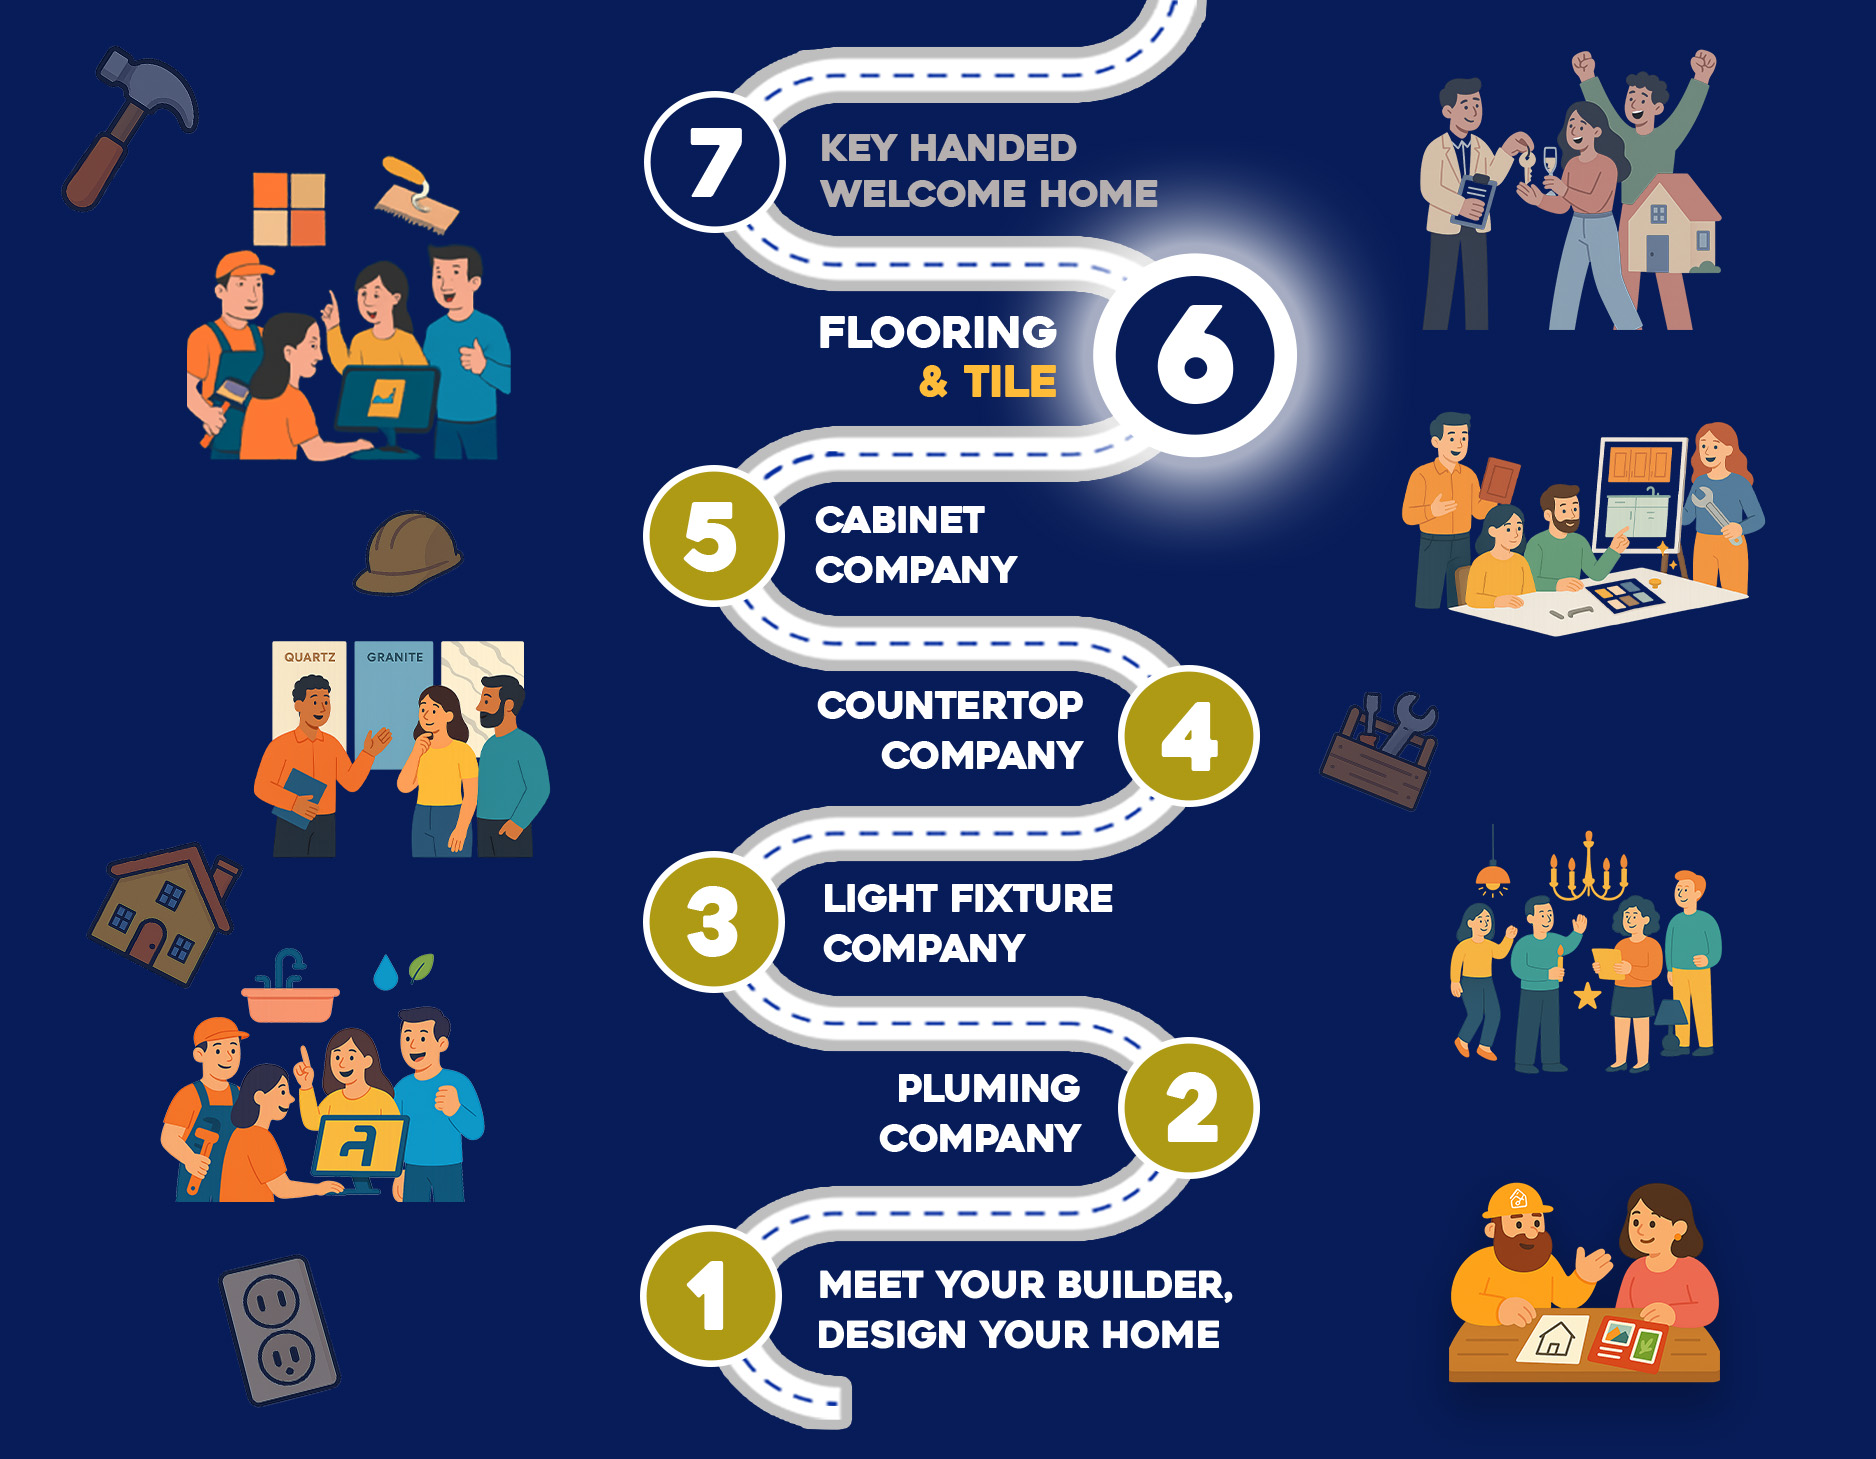 7
KEY HANDED
WELCOME HOME
FLOORING
& TILE
6
5
CABINET
COMPANY
QUARTZ
GRANITE
COUNTERTOP
COMPANY
4
3
LIGHT FIXTURE
COMPANY
PLUMING
COMPANY
2
a
1
MEET YOUR BUILDER,
DESIGN YOUR HOME